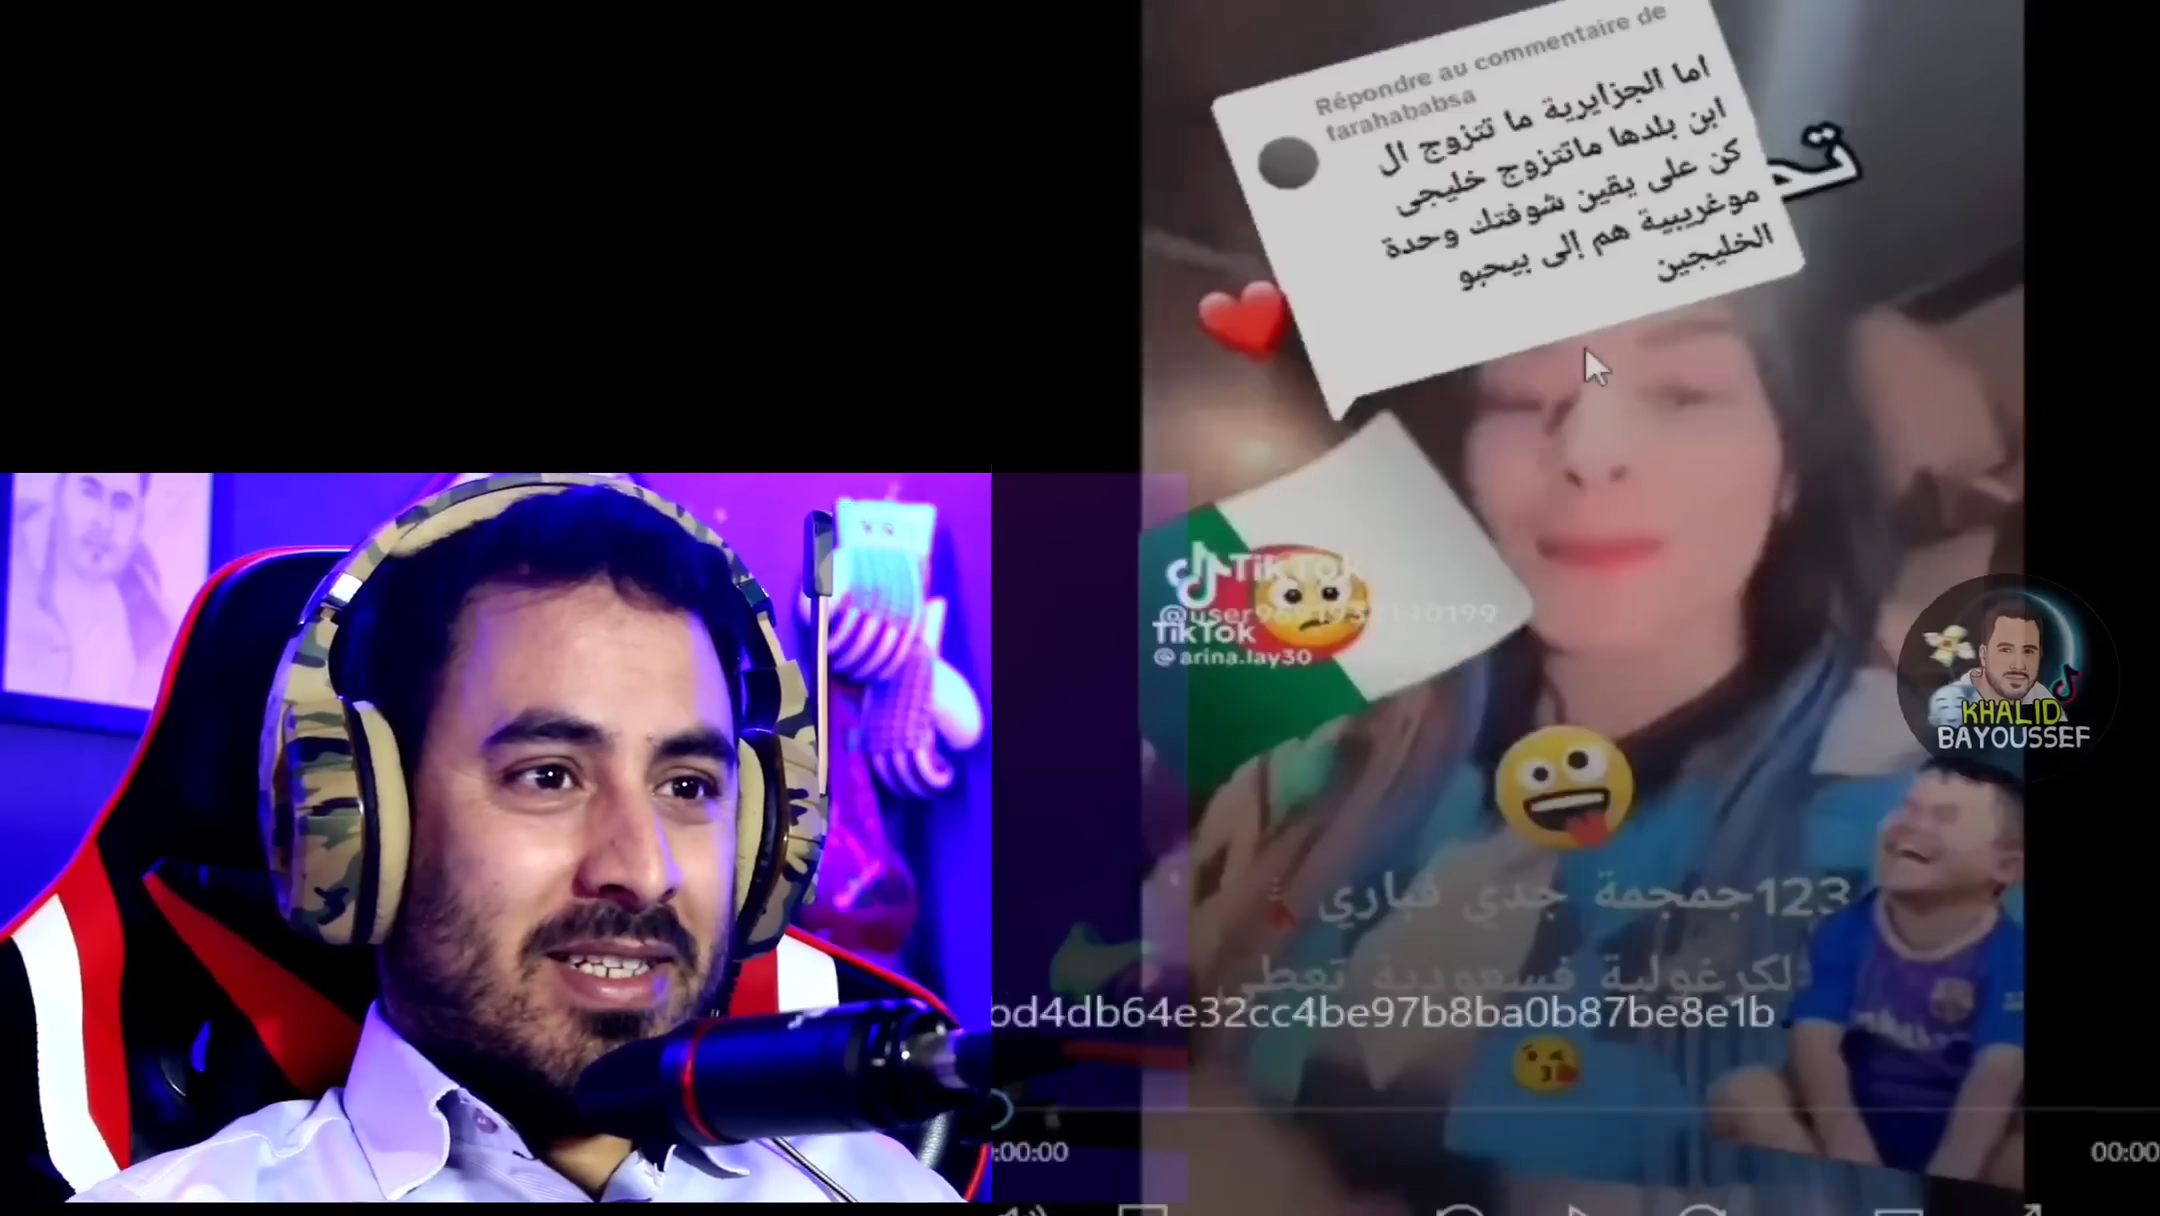 Répondre au commentaire de
farahababsa
اما الجزايرية ما تتزوج ال
ابن بلدها ماتتزوج خليجى
كن على يقين شوفتك وحدة
موغريبية هم إلى بيحبو
الخليجين
TikTok
TikTok
@arina.lay30
KHALID
BAYOUSSEF
123جمجمة جدي فباري
لكرغولية فسعودية تعطي
bd4db64e32cc4be97b8ba0b87be8e1b
:00:00
00:00